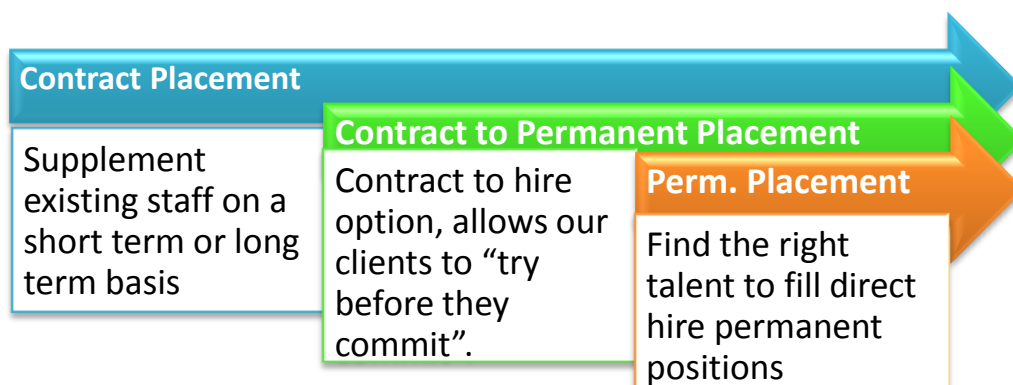 Contract Placement
Supplement
existing staff on a
short term or long
term basis
Contract to Permanent Placement
Contract to hire
option, allows our
clients to “try
before they
commit”.
Perm. Placement
Find the right
talent to fill direct
hire permanent
positions